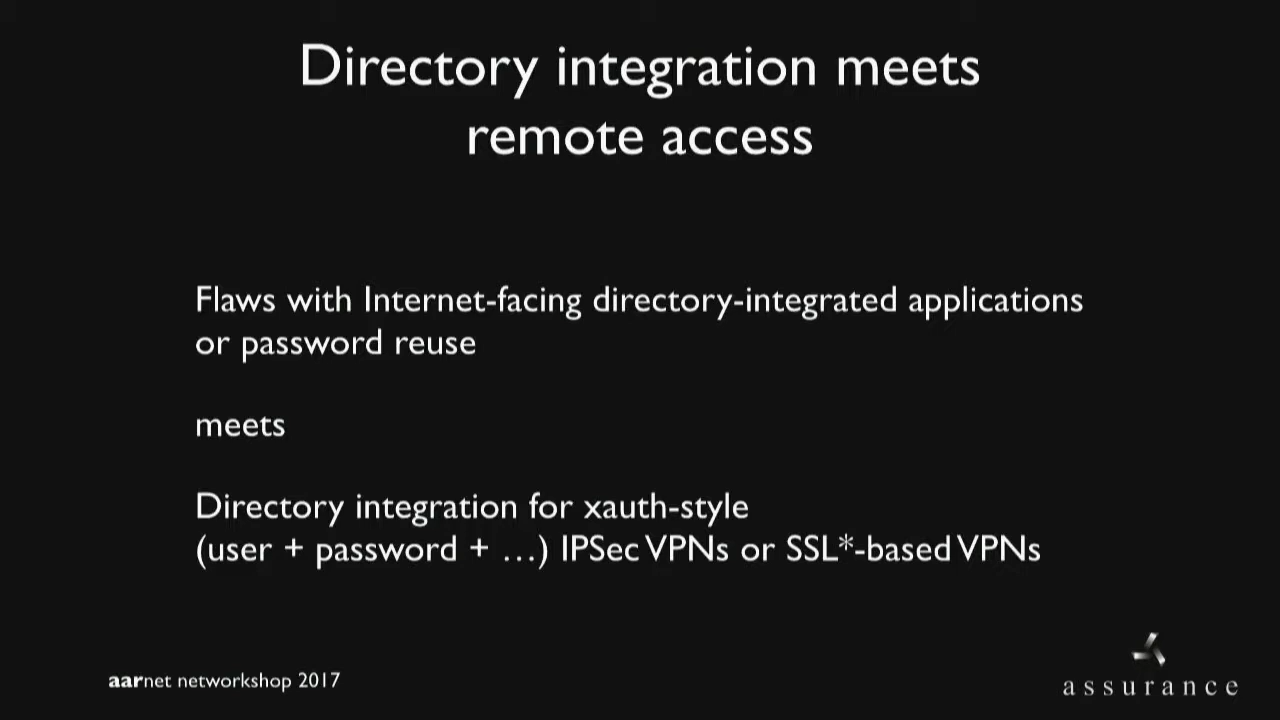 Directory integration meets
remote access
Flaws with Internet-facing directory-integrated applications
or password reuse
meets
Directory integration for xauth-style
(user + password + …) IPSec VPNs or SSL*-based VPNs
aarnet networkshop 2017
assurance